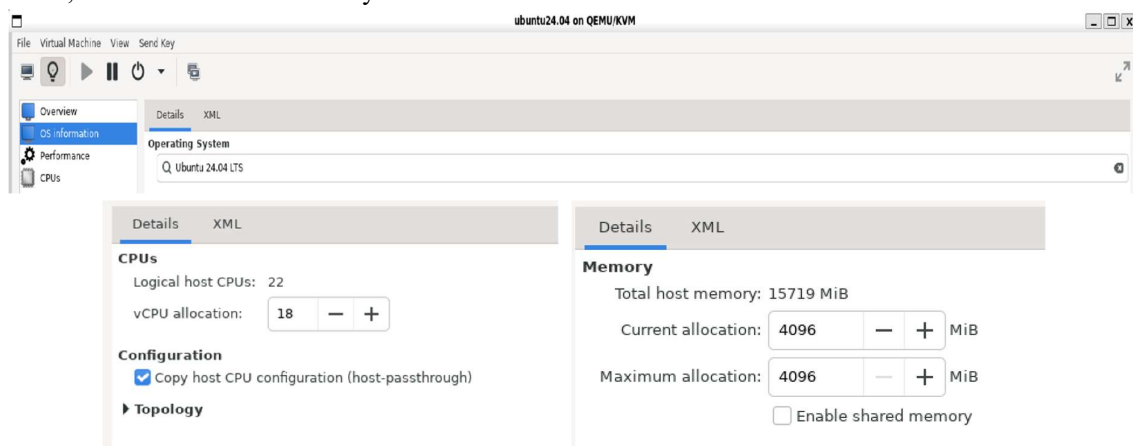 ubuntu24.04 on QEMU/KVM
File Virtual Machine View Send Key
Overview
OS information
Performance
CPUs
Details XML
Operating System
Ubuntu 24.04 LTS
Details XML
CPUs
Logical host CPUs: 22
vCPU allocation: 18 — +
Configuration
Copy host CPU configuration (host-passthrough)
Topology
Details XML
Memory
Total host memory: 15719 MiB
Current allocation: 4096 — + MiB
Maximum allocation: 4096 — + MiB
Enable shared memory